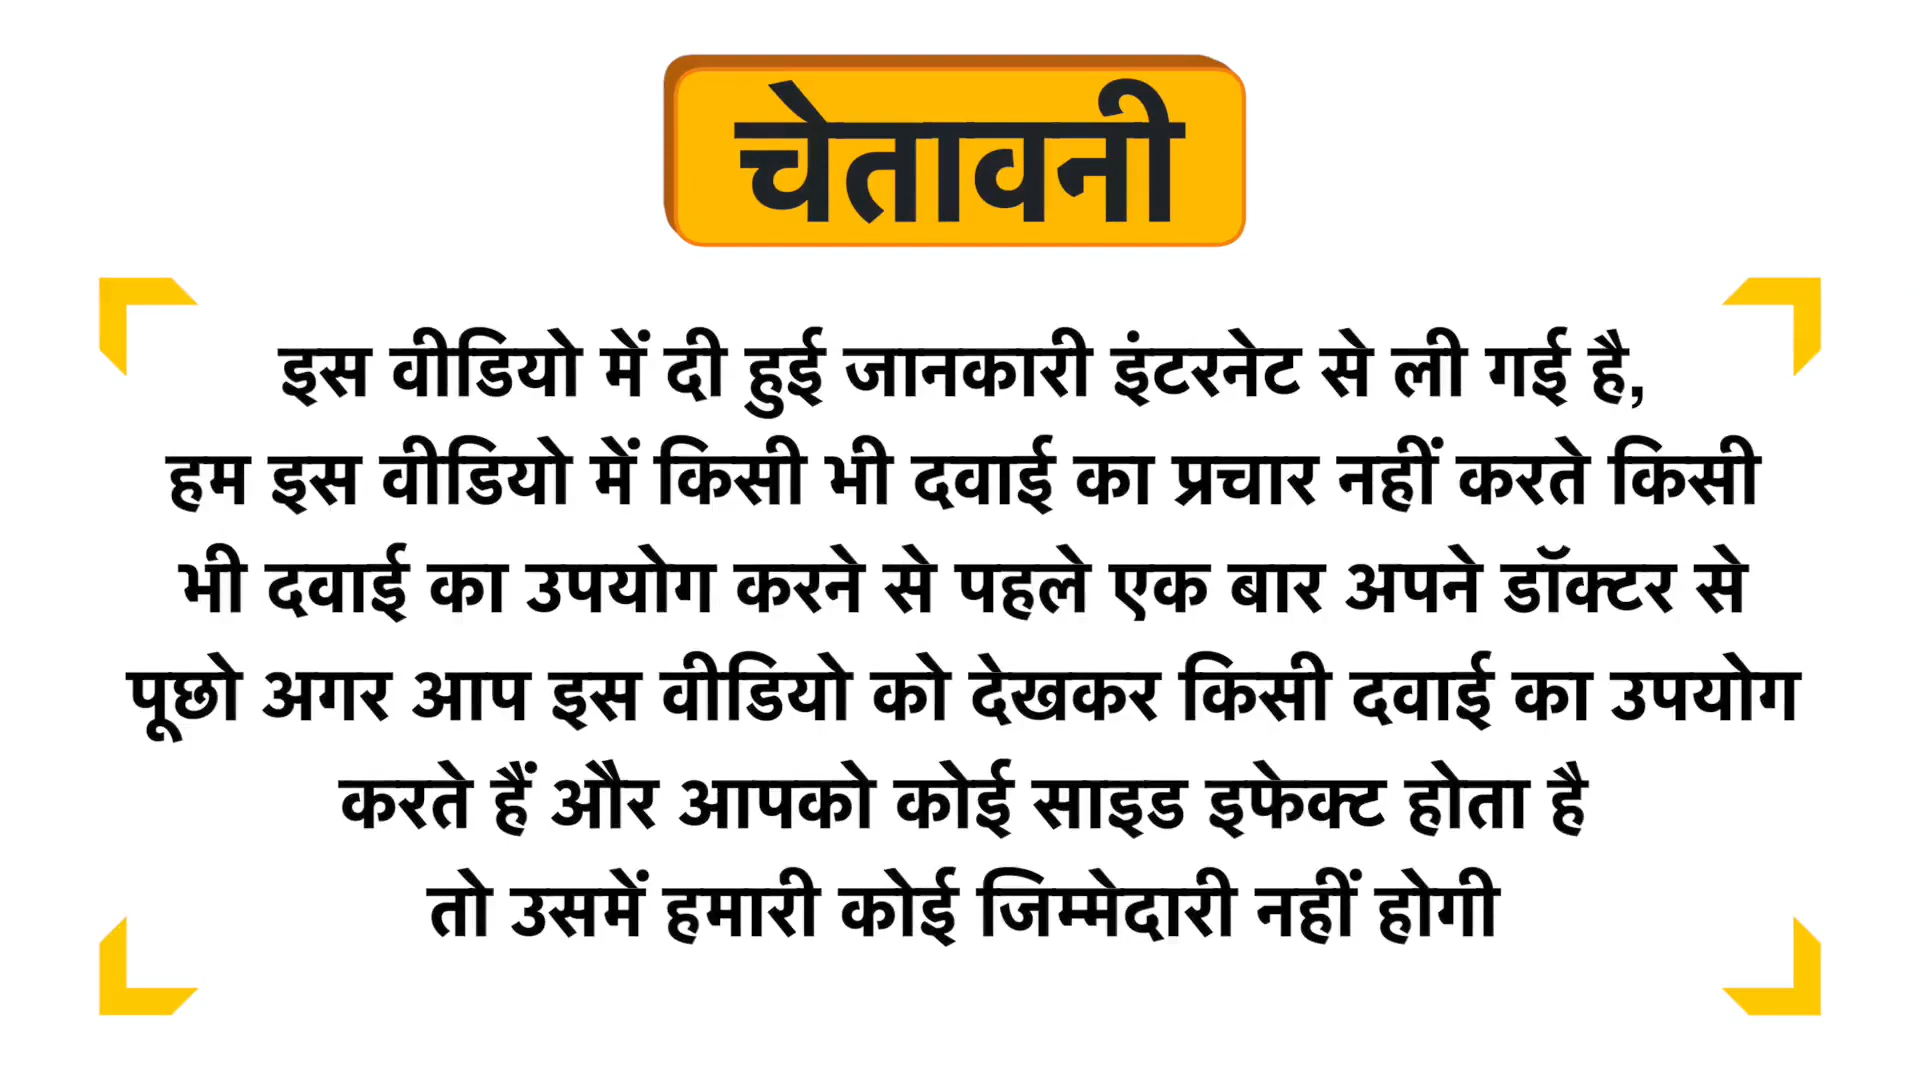 चेतावनी
इस वीडियो में दी हुई जानकारी इंटरनेट से ली गई है,
हम इस वीडियो में किसी भी दवाई का प्रचार नहीं करते किसी
भी दवाई का उपयोग करने से पहले एक बार अपने डॉक्टर से
पूछो अगर आप इस वीडियो को देखकर किसी दवाई का उपयोग
करते हैं और आपको कोई साइड इफेक्ट होता है
तो उसमें हमारी कोई जिम्मेदारी नहीं होगी